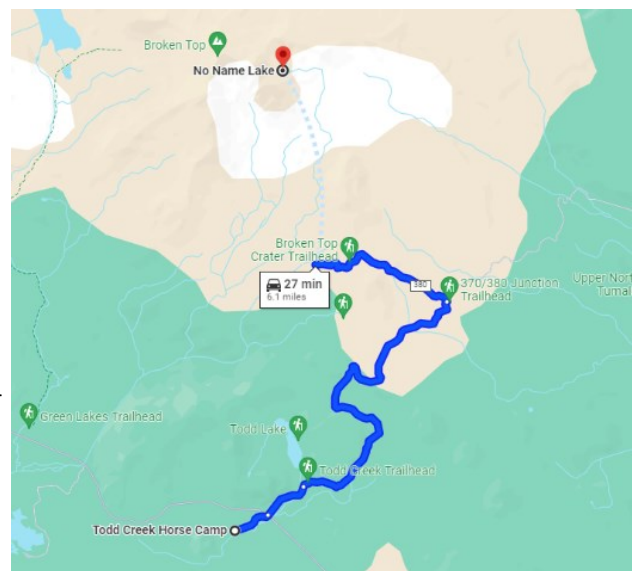 Broken Top
No Name Lake
Broken Top
Crater Trailhead
27 min
6.1 miles
380
370/380 Junction
Trailhead
Upper Nort
Tumal
Green Lakes Trailhead
Todd Lake
Todd Creek Trailhead
Todd Creek Horse Camp